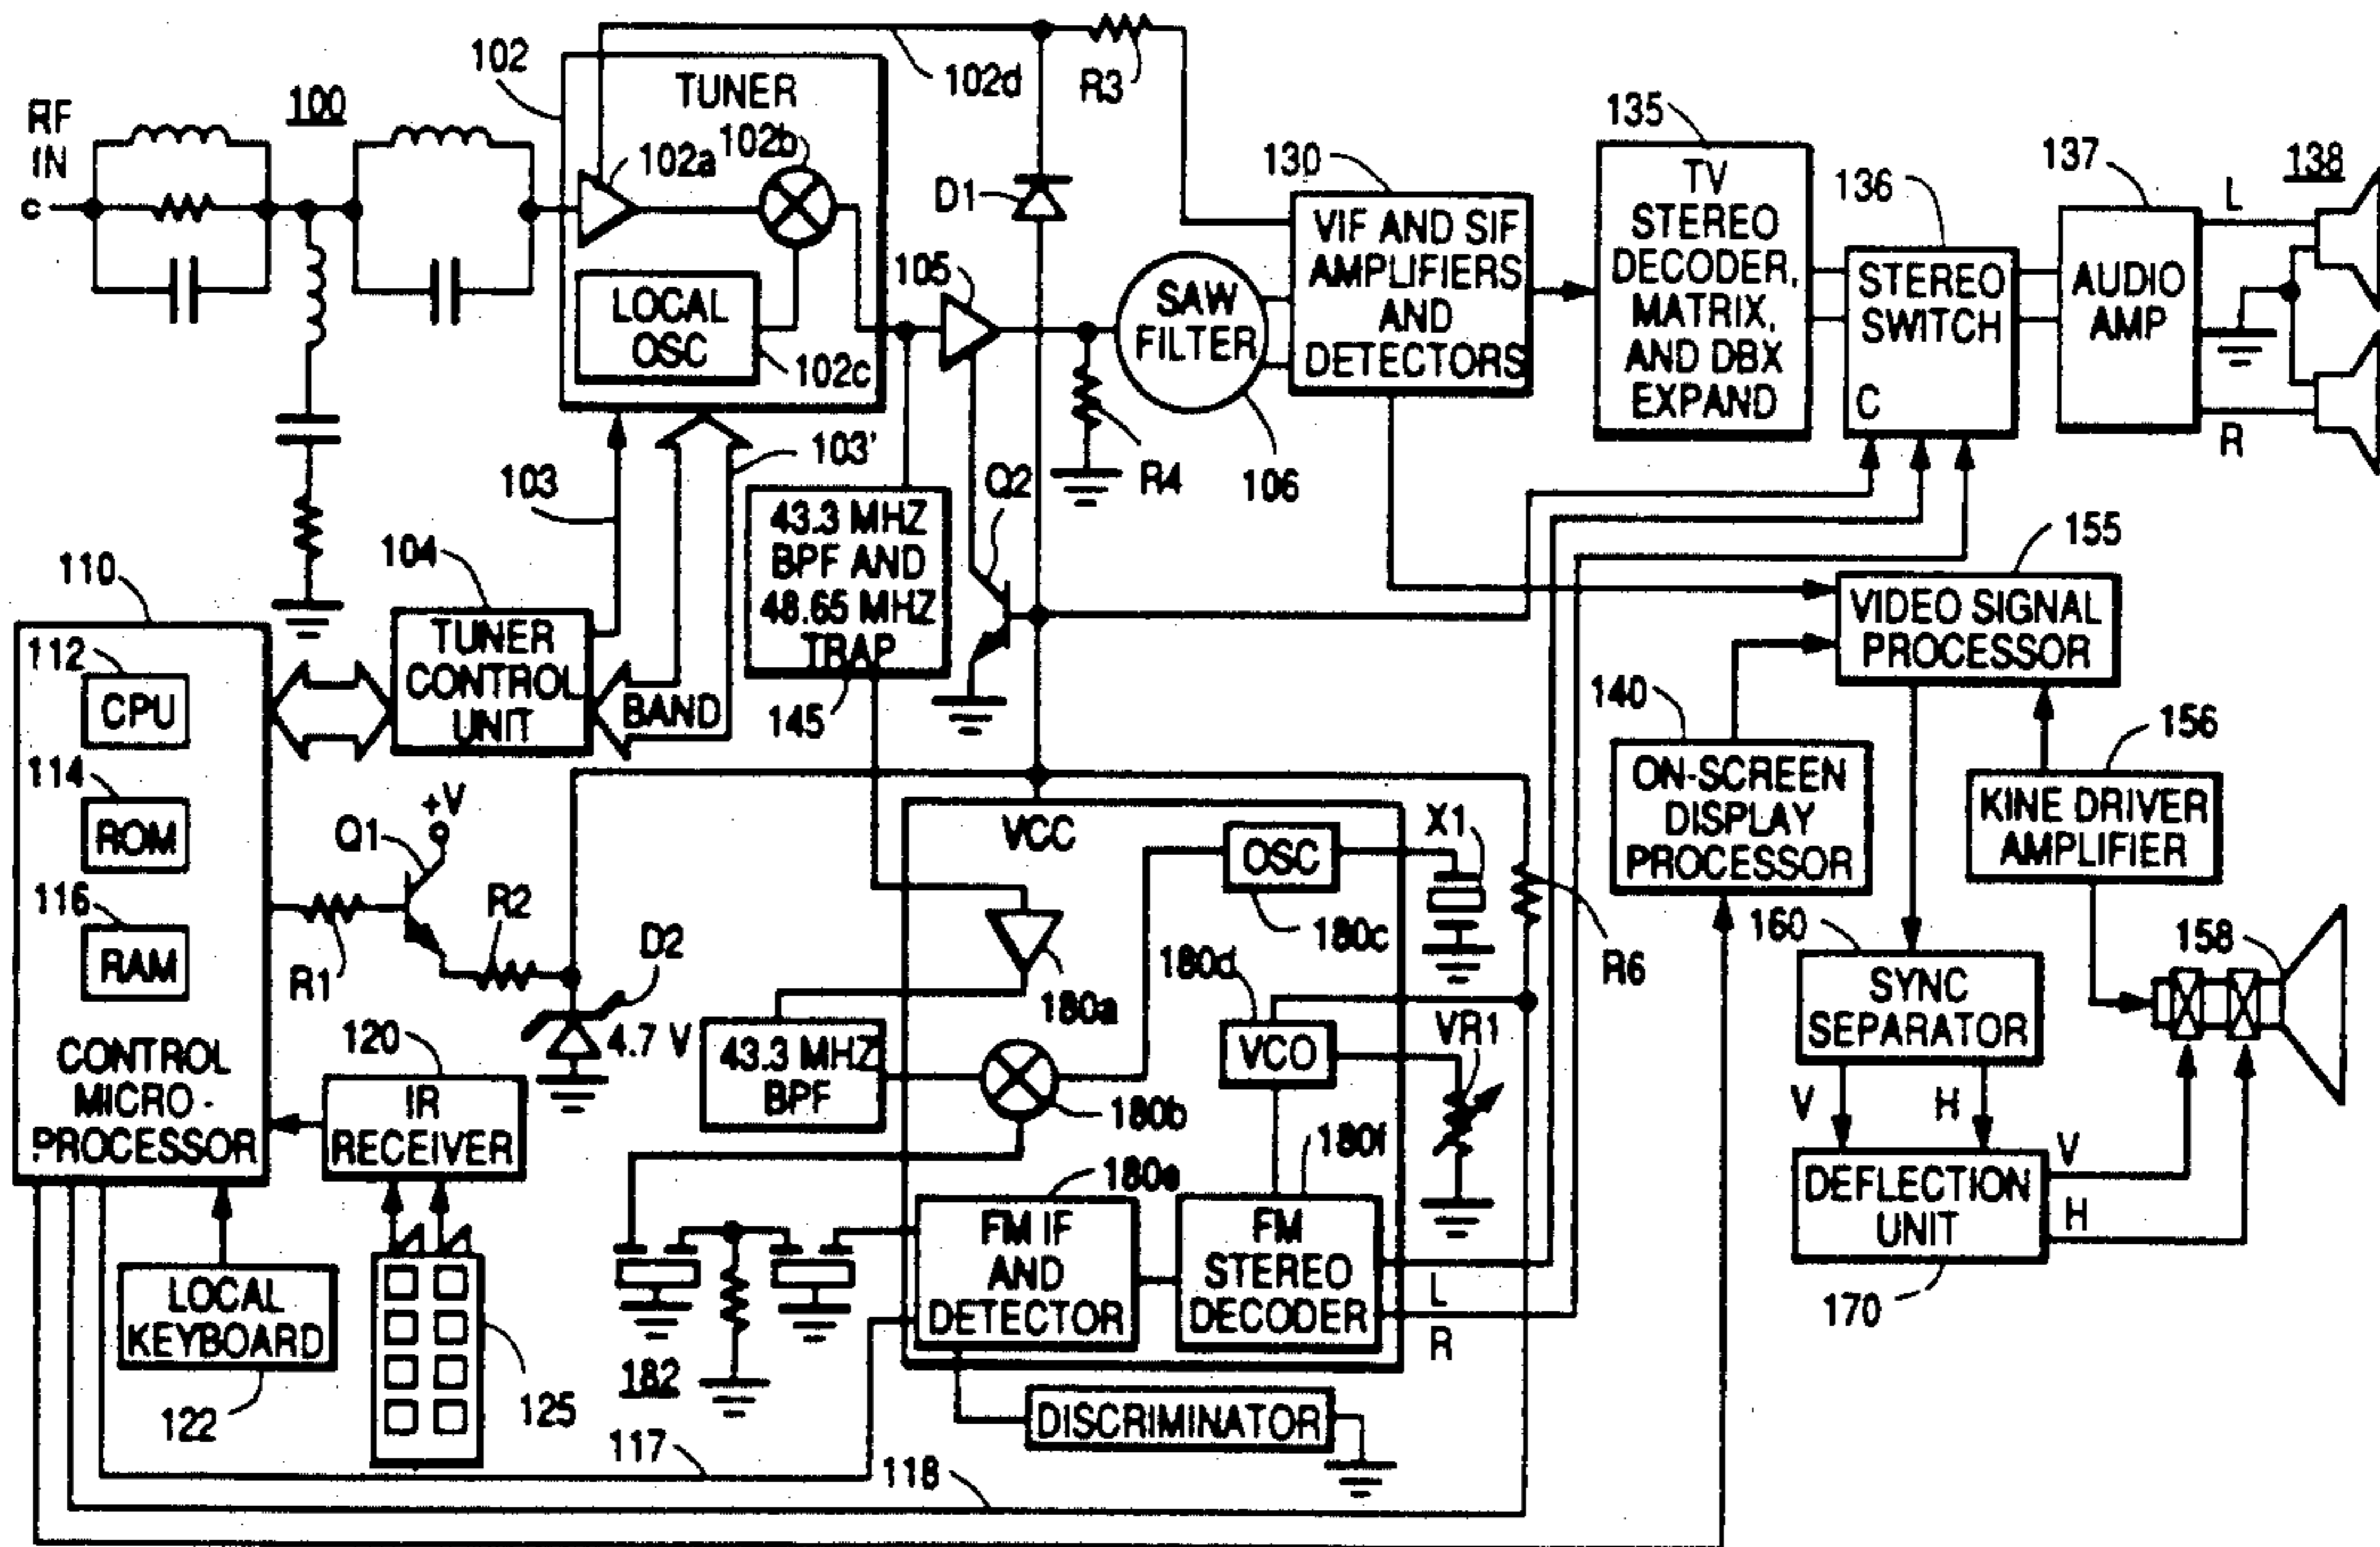 RF
IN
c
100
102
TUNER
102a
102b
LOCAL
OSC
102c
102d
R3
D1
105
SAW
FILTER
106
R4
130
VIF AND SIF
AMPLIFIERS
AND
DETECTORS
135
TV
STEREO
DECODER,
MATRIX,
AND DBX
EXPAND
136
STEREO
SWITCH
C
137
AUDIO
AMP
138
L
R
103
103'
104
TUNER
CONTROL
UNIT
BAND
43.3 MHZ
BPF AND
48.65 MHZ
TRAP
145
Q2
155
VIDEO SIGNAL
PROCESSOR
140
ON-SCREEN
DISPLAY
PROCESSOR
156
KINE DRIVER
AMPLIFIER
158
160
SYNC
SEPARATOR
V
H
DEFLECTION
UNIT
V
H
170
110
112
CPU
114
ROM
116
RAM
CONTROL
MICRO-
PROCESSOR
Q1
+V
R1
R2
D2
4.7 V
120
IR
RECEIVER
LOCAL
KEYBOARD
122
125
VCC
180a
43.3 MHZ
BPF
180b
OSC
180c
X1
180d
VCO
VR1
R6
180e
FM IF
AND
DETECTOR
180f
FM
STEREO
DECODER
L
R
182
DISCRIMINATOR
117
118